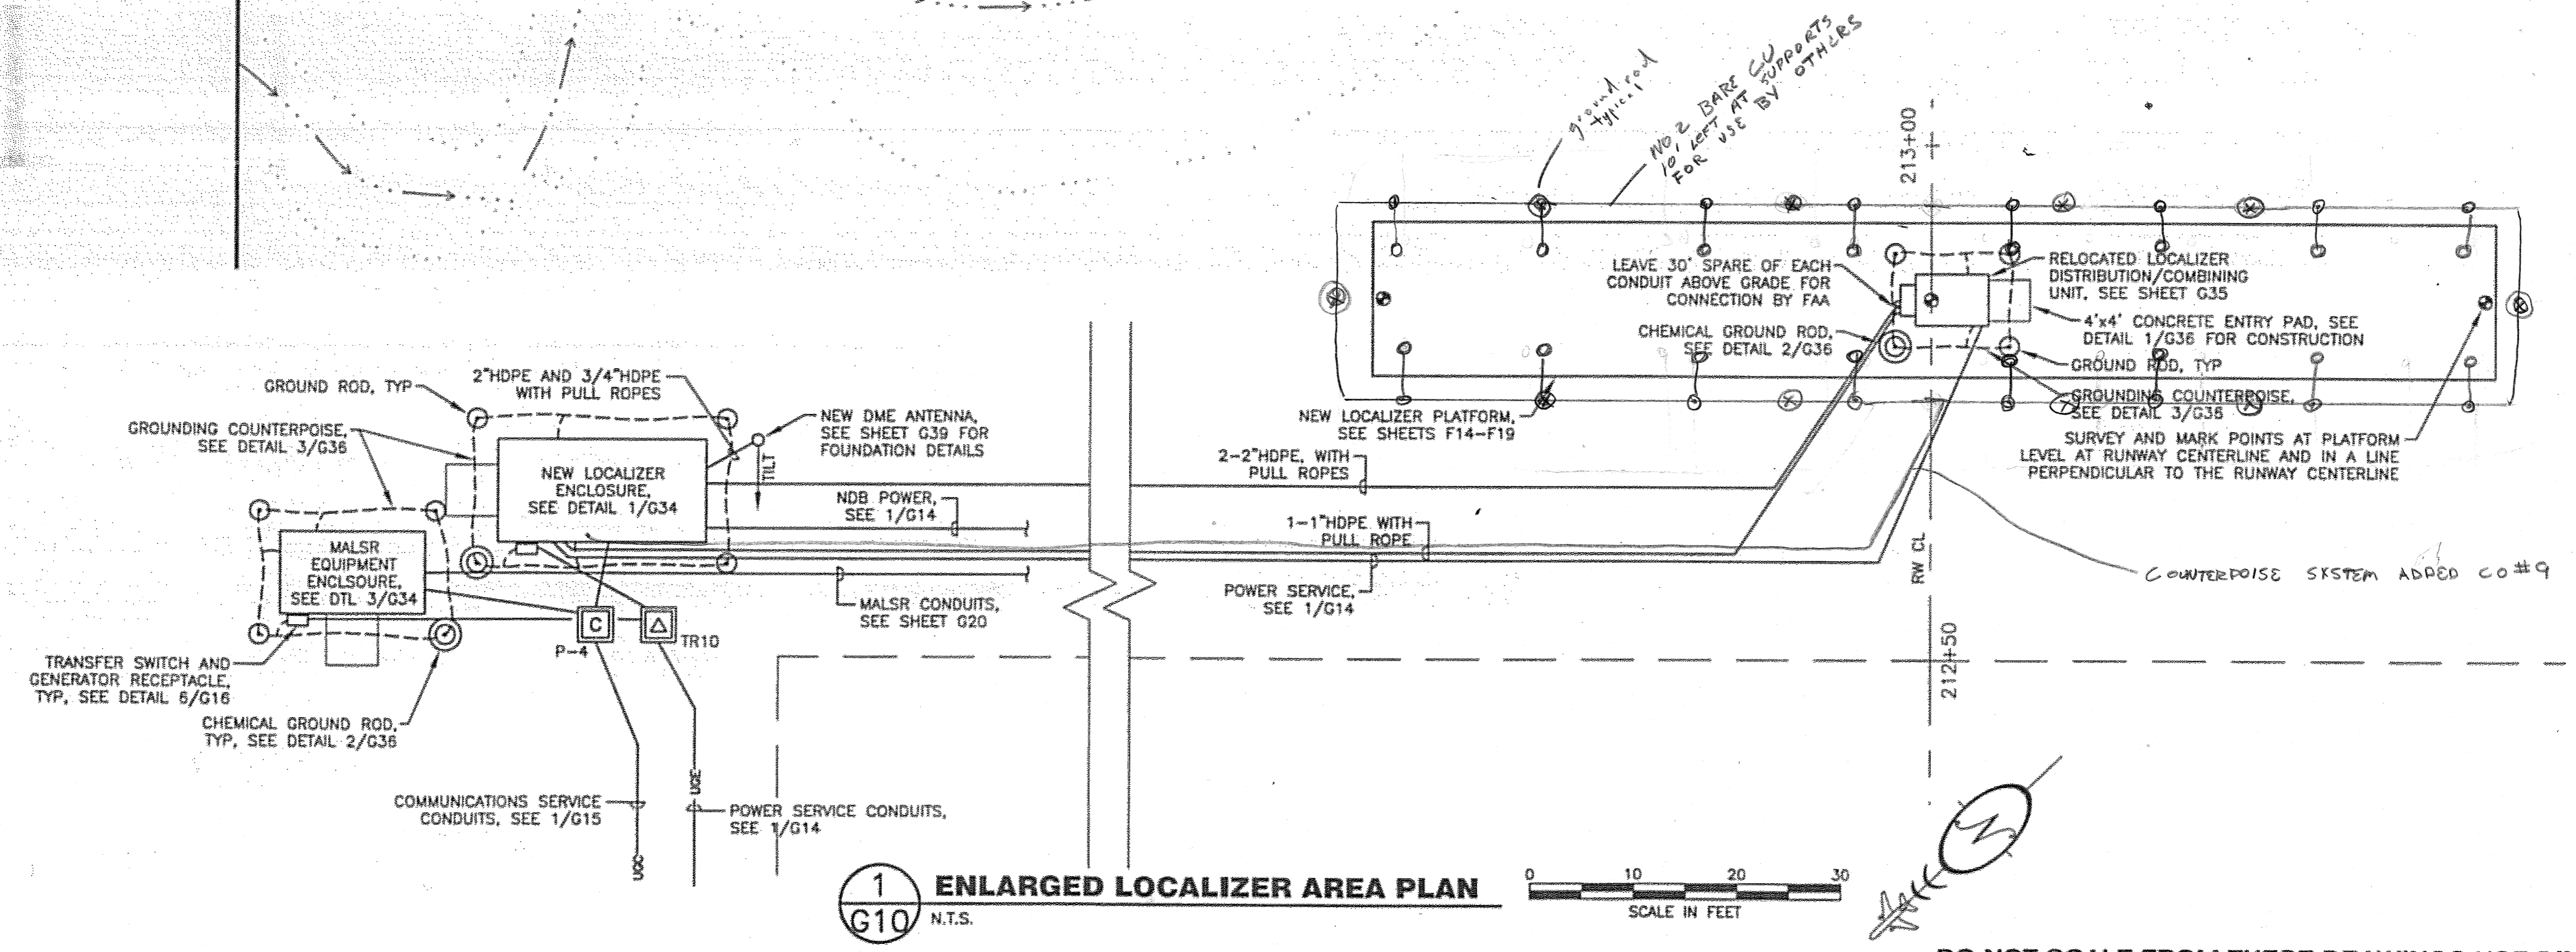 ground rod
typical
NO. 2 BARE CU
10' LEFT AT SUPPORTS
FOR USE BY OTHERS
213+00
LEAVE 30' SPARE OF EACH
CONDUIT ABOVE GRADE FOR
CONNECTION BY FAA
RELOCATED LOCALIZER
DISTRIBUTION/COMBINING
UNIT, SEE SHEET G35
CHEMICAL GROUND ROD,
SEE DETAIL 2/G36
4'x4' CONCRETE ENTRY PAD, SEE
DETAIL 1/G36 FOR CONSTRUCTION
GROUND ROD, TYP
NEW LOCALIZER PLATFORM,
SEE SHEETS F14-F19
GROUNDING COUNTERPOISE,
SEE DETAIL 3/G36
SURVEY AND MARK POINTS AT PLATFORM
LEVEL AT RUNWAY CENTERLINE AND IN A LINE
PERPENDICULAR TO THE RUNWAY CENTERLINE
GROUND ROD, TYP
2"HDPE AND 3/4"HDPE
WITH PULL ROPES
GROUNDING COUNTERPOISE,
SEE DETAIL 3/G36
NEW DME ANTENNA,
SEE SHEET G39 FOR
FOUNDATION DETAILS
TILT
NEW LOCALIZER
ENCLOSURE,
SEE DETAIL 1/G34
NDB POWER,
SEE 1/G14
2-2"HDPE, WITH
PULL ROPES
1-1"HDPE WITH
PULL ROPE
MALSR
EQUIPMENT
ENCLSOURE,
SEE DTL 3/G34
MALSR CONDUITS,
SEE SHEET G20
POWER SERVICE,
SEE 1/G14
RW CL
COUNTERPOISE SYSTEM ADDED CO#9
C
P-4
TR10
212+50
TRANSFER SWITCH AND
GENERATOR RECEPTACLE,
TYP, SEE DETAIL 6/G16
CHEMICAL GROUND ROD,
TYP, SEE DETAIL 2/G36
COMMUNICATIONS SERVICE
CONDUITS, SEE 1/G15
UGC
UGE
POWER SERVICE CONDUITS,
SEE 1/G14
1
G10
ENLARGED LOCALIZER AREA PLAN
N.T.S.
0 10 20 30
SCALE IN FEET
N